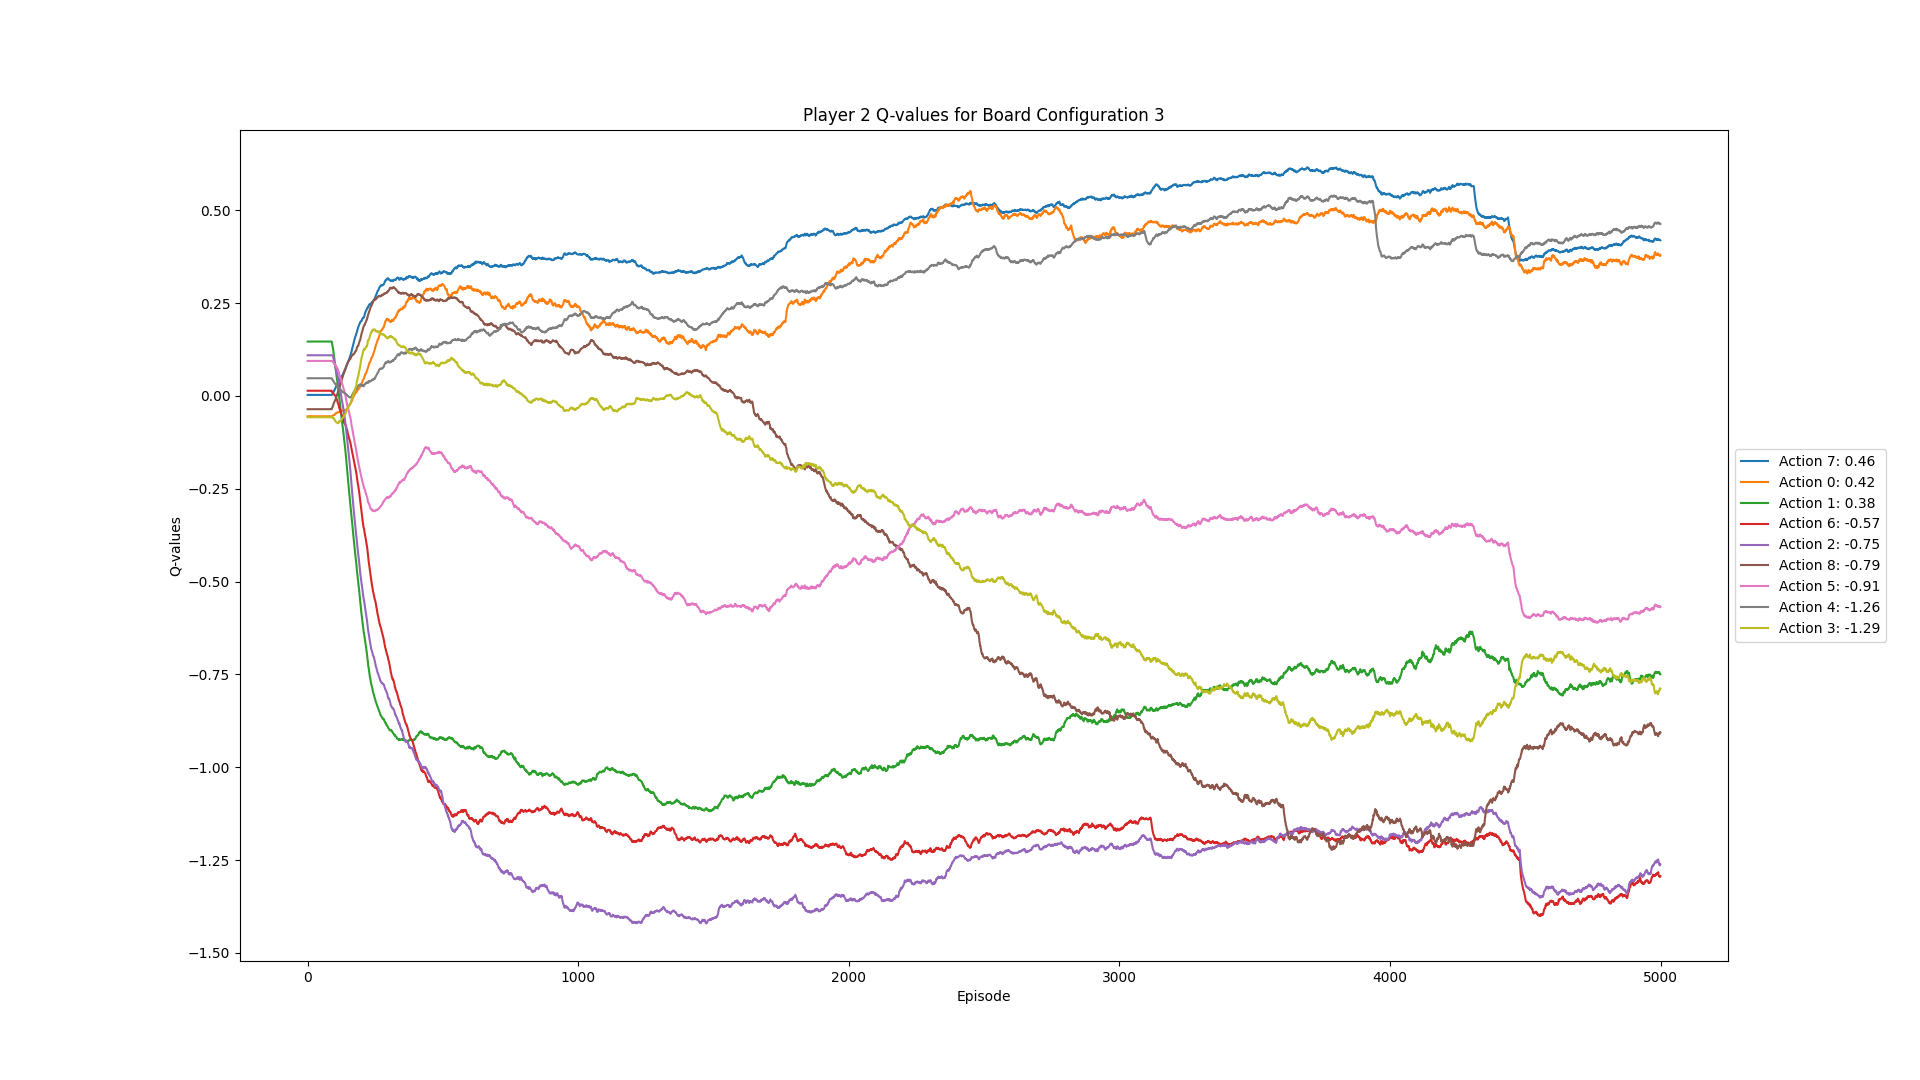 Player 2 Q-values for Board Configuration 3
Q-values
0.50
0.25
0.00
−0.25
−0.50
−0.75
−1.00
−1.25
−1.50
0
1000
2000
3000
4000
5000
Episode
Action 7: 0.46
Action 0: 0.42
Action 1: 0.38
Action 6: -0.57
Action 2: -0.75
Action 8: -0.79
Action 5: -0.91
Action 4: -1.26
Action 3: -1.29